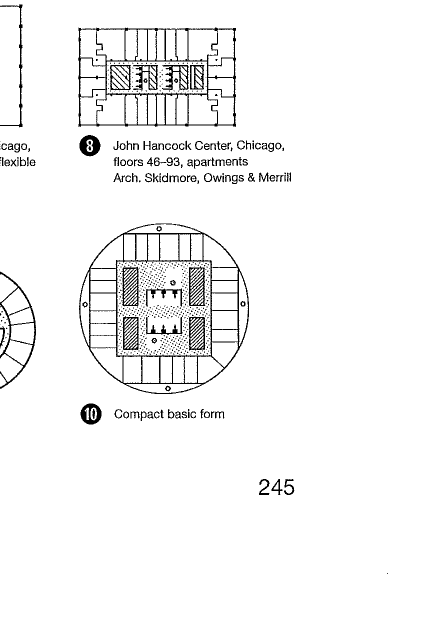 icago,
flexible
8 John Hancock Center, Chicago,
floors 46–93, apartments
Arch. Skidmore, Owings & Merrill
10 Compact basic form
245